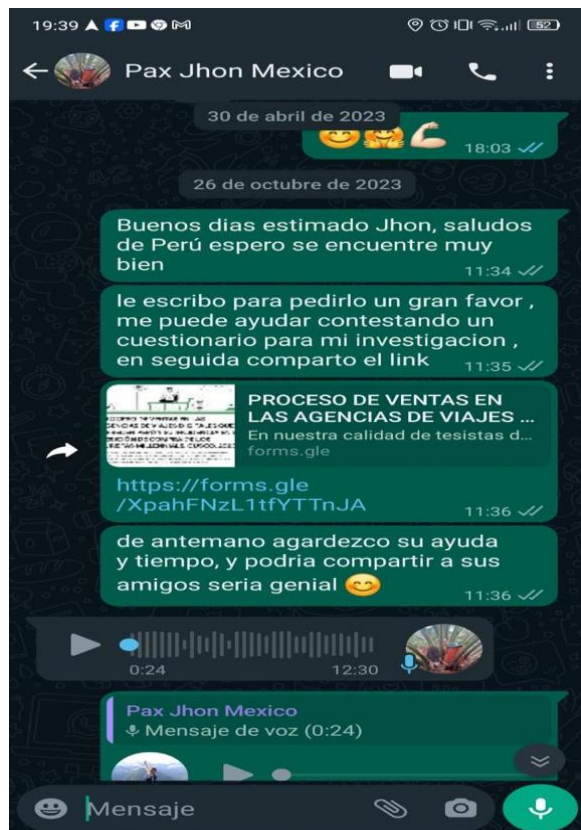 19:39
52
Pax Jhon Mexico
30 de abril de 2023
18:03
26 de octubre de 2023
Buenos dias estimado Jhon, saludos
de Perú espero se encuentre muy
bien
11:34
le escribo para pedirlo un gran favor ,
me puede ayudar contestando un
cuestionario para mi investigacion ,
en seguida comparto el link
11:35
PROCESO DE VENTAS EN
LAS AGENCIAS DE VIAJES ...
En nuestra calidad de tesistas d...
forms.gle
https://forms.gle
/XpahFNzL1tfYTTnJA
11:36
de antemano agardezco su ayuda
y tiempo, y podria compartir a sus
amigos seria genial
11:36
0:24
12:30
Pax Jhon Mexico
Mensaje de voz (0:24)
Mensaje